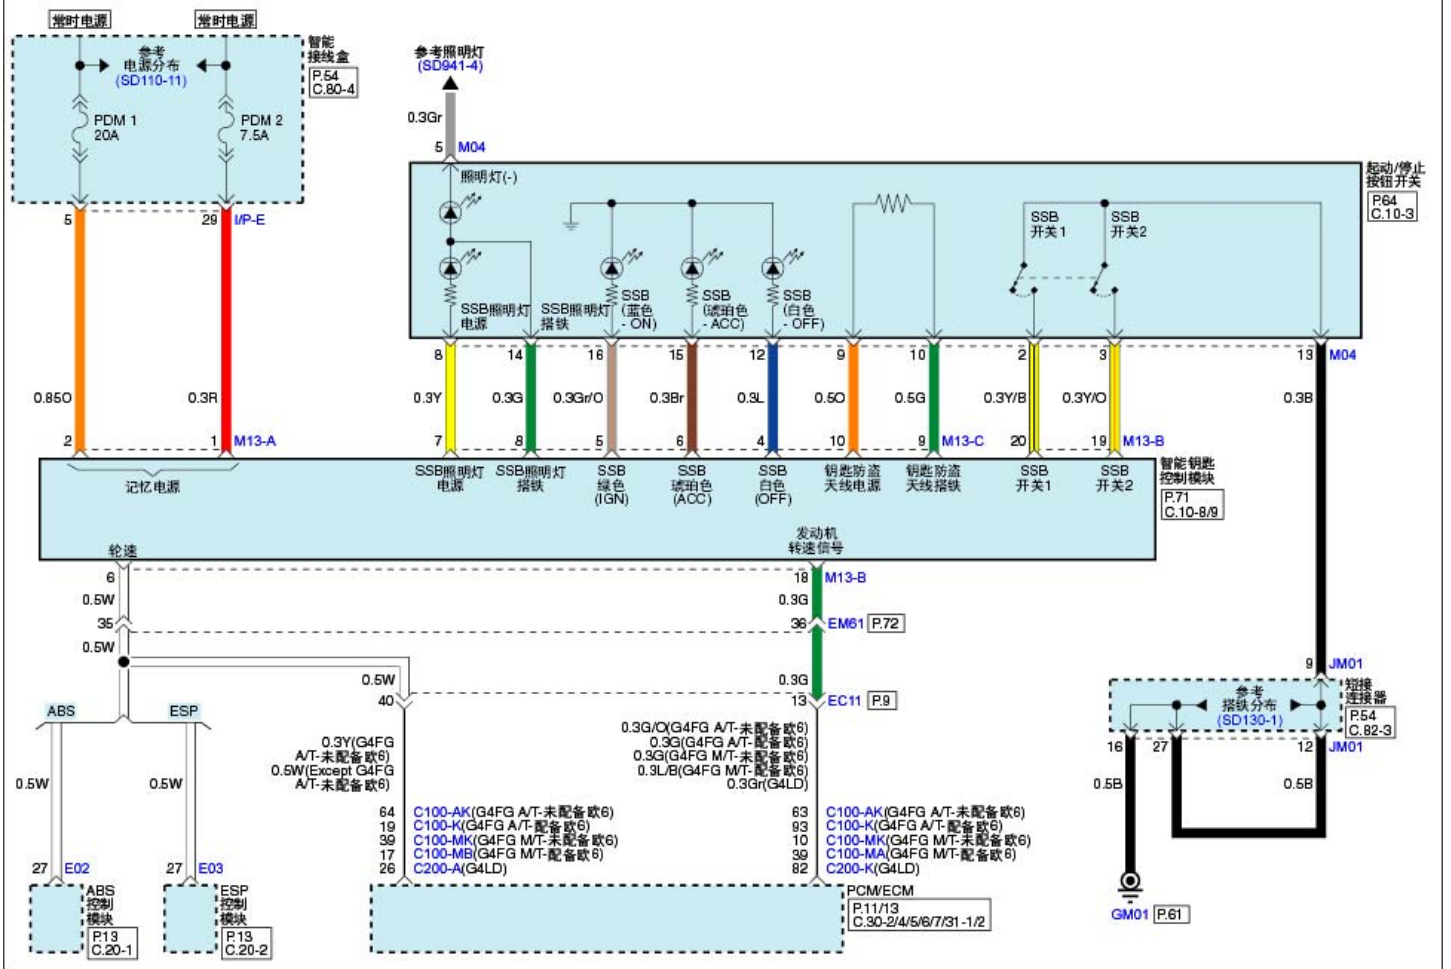 常时电源
常时电源
参考
电源分布
(SD110-11)
智能
接线盒
P.54
C.80-4
PDM 1
20A
PDM 2
7.5A
5
29
I/P-E
0.85O
0.3R
2
1
M13-A
参考照明灯
(SD941-4)
0.3Gr
5
M04
照明灯(-)
起动/停止
按钮开关
P.64
C.10-3
SSB
开关1
SSB
开关2
SSB照明灯
电源
SSB照明灯
搭铁
SSB
(蓝色
- ON)
SSB
(琥珀色
- ACC)
SSB
(白色
- OFF)
8
14
16
15
12
9
10
2
3
13
M04
0.3Y
0.3G
0.3Gr/O
0.3Br
0.3L
0.5O
0.5G
0.3Y/B
0.3Y/O
0.3B
7
8
5
6
4
10
9
M13-C
20
19
M13-B
记忆电源
SSB照明灯
电源
SSB照明灯
搭铁
SSB
绿色
(IGN)
SSB
琥珀色
(ACC)
SSB
白色
(OFF)
钥匙防盗
天线电源
钥匙防盗
天线搭铁
SSB
开关1
SSB
开关2
智能钥匙
控制模块
P.71
C.10-8/9
轮速
发动机
转速信号
6
18
M13-B
0.5W
0.3G
35
36
EM61
P.72
0.5W
0.5W
0.3G
40
13
EC11
P.9
9
JM01
短接
连接器
P.54
C.82-3
参考
搭铁分布
(SD130-1)
16
27
12
JM01
0.5B
0.5B
GM01
P.61
ABS
ESP
0.5W
0.5W
0.3Y(G4FG
A/T-未配备欧6)
0.5W(Except G4FG
A/T-未配备欧6)
0.3G/O(G4FG A/T-未配备欧6)
0.3G(G4FG A/T-配备欧6)
0.3G(G4FG M/T-未配备欧6)
0.3L/B(G4FG M/T-配备欧6)
0.3Gr(G4LD)
64 C100-AK(G4FG A/T-未配备欧6)
19 C100-K(G4FG A/T-配备欧6)
39 C100-MK(G4FG M/T-未配备欧6)
17 C100-MB(G4FG M/T-配备欧6)
26 C200-A(G4LD)
63 C100-AK(G4FG A/T-未配备欧6)
93 C100-K(G4FG A/T-配备欧6)
10 C100-MK(G4FG M/T-未配备欧6)
39 C100-MA(G4FG M/T-配备欧6)
82 C200-K(G4LD)
27
E02
27
E03
ABS
控制
模块
P.13
C.20-1
ESP
控制
模块
P.13
C.20-2
PCM/ECM
P.11/13
C.30-2/4/5/6/7/31-1/2